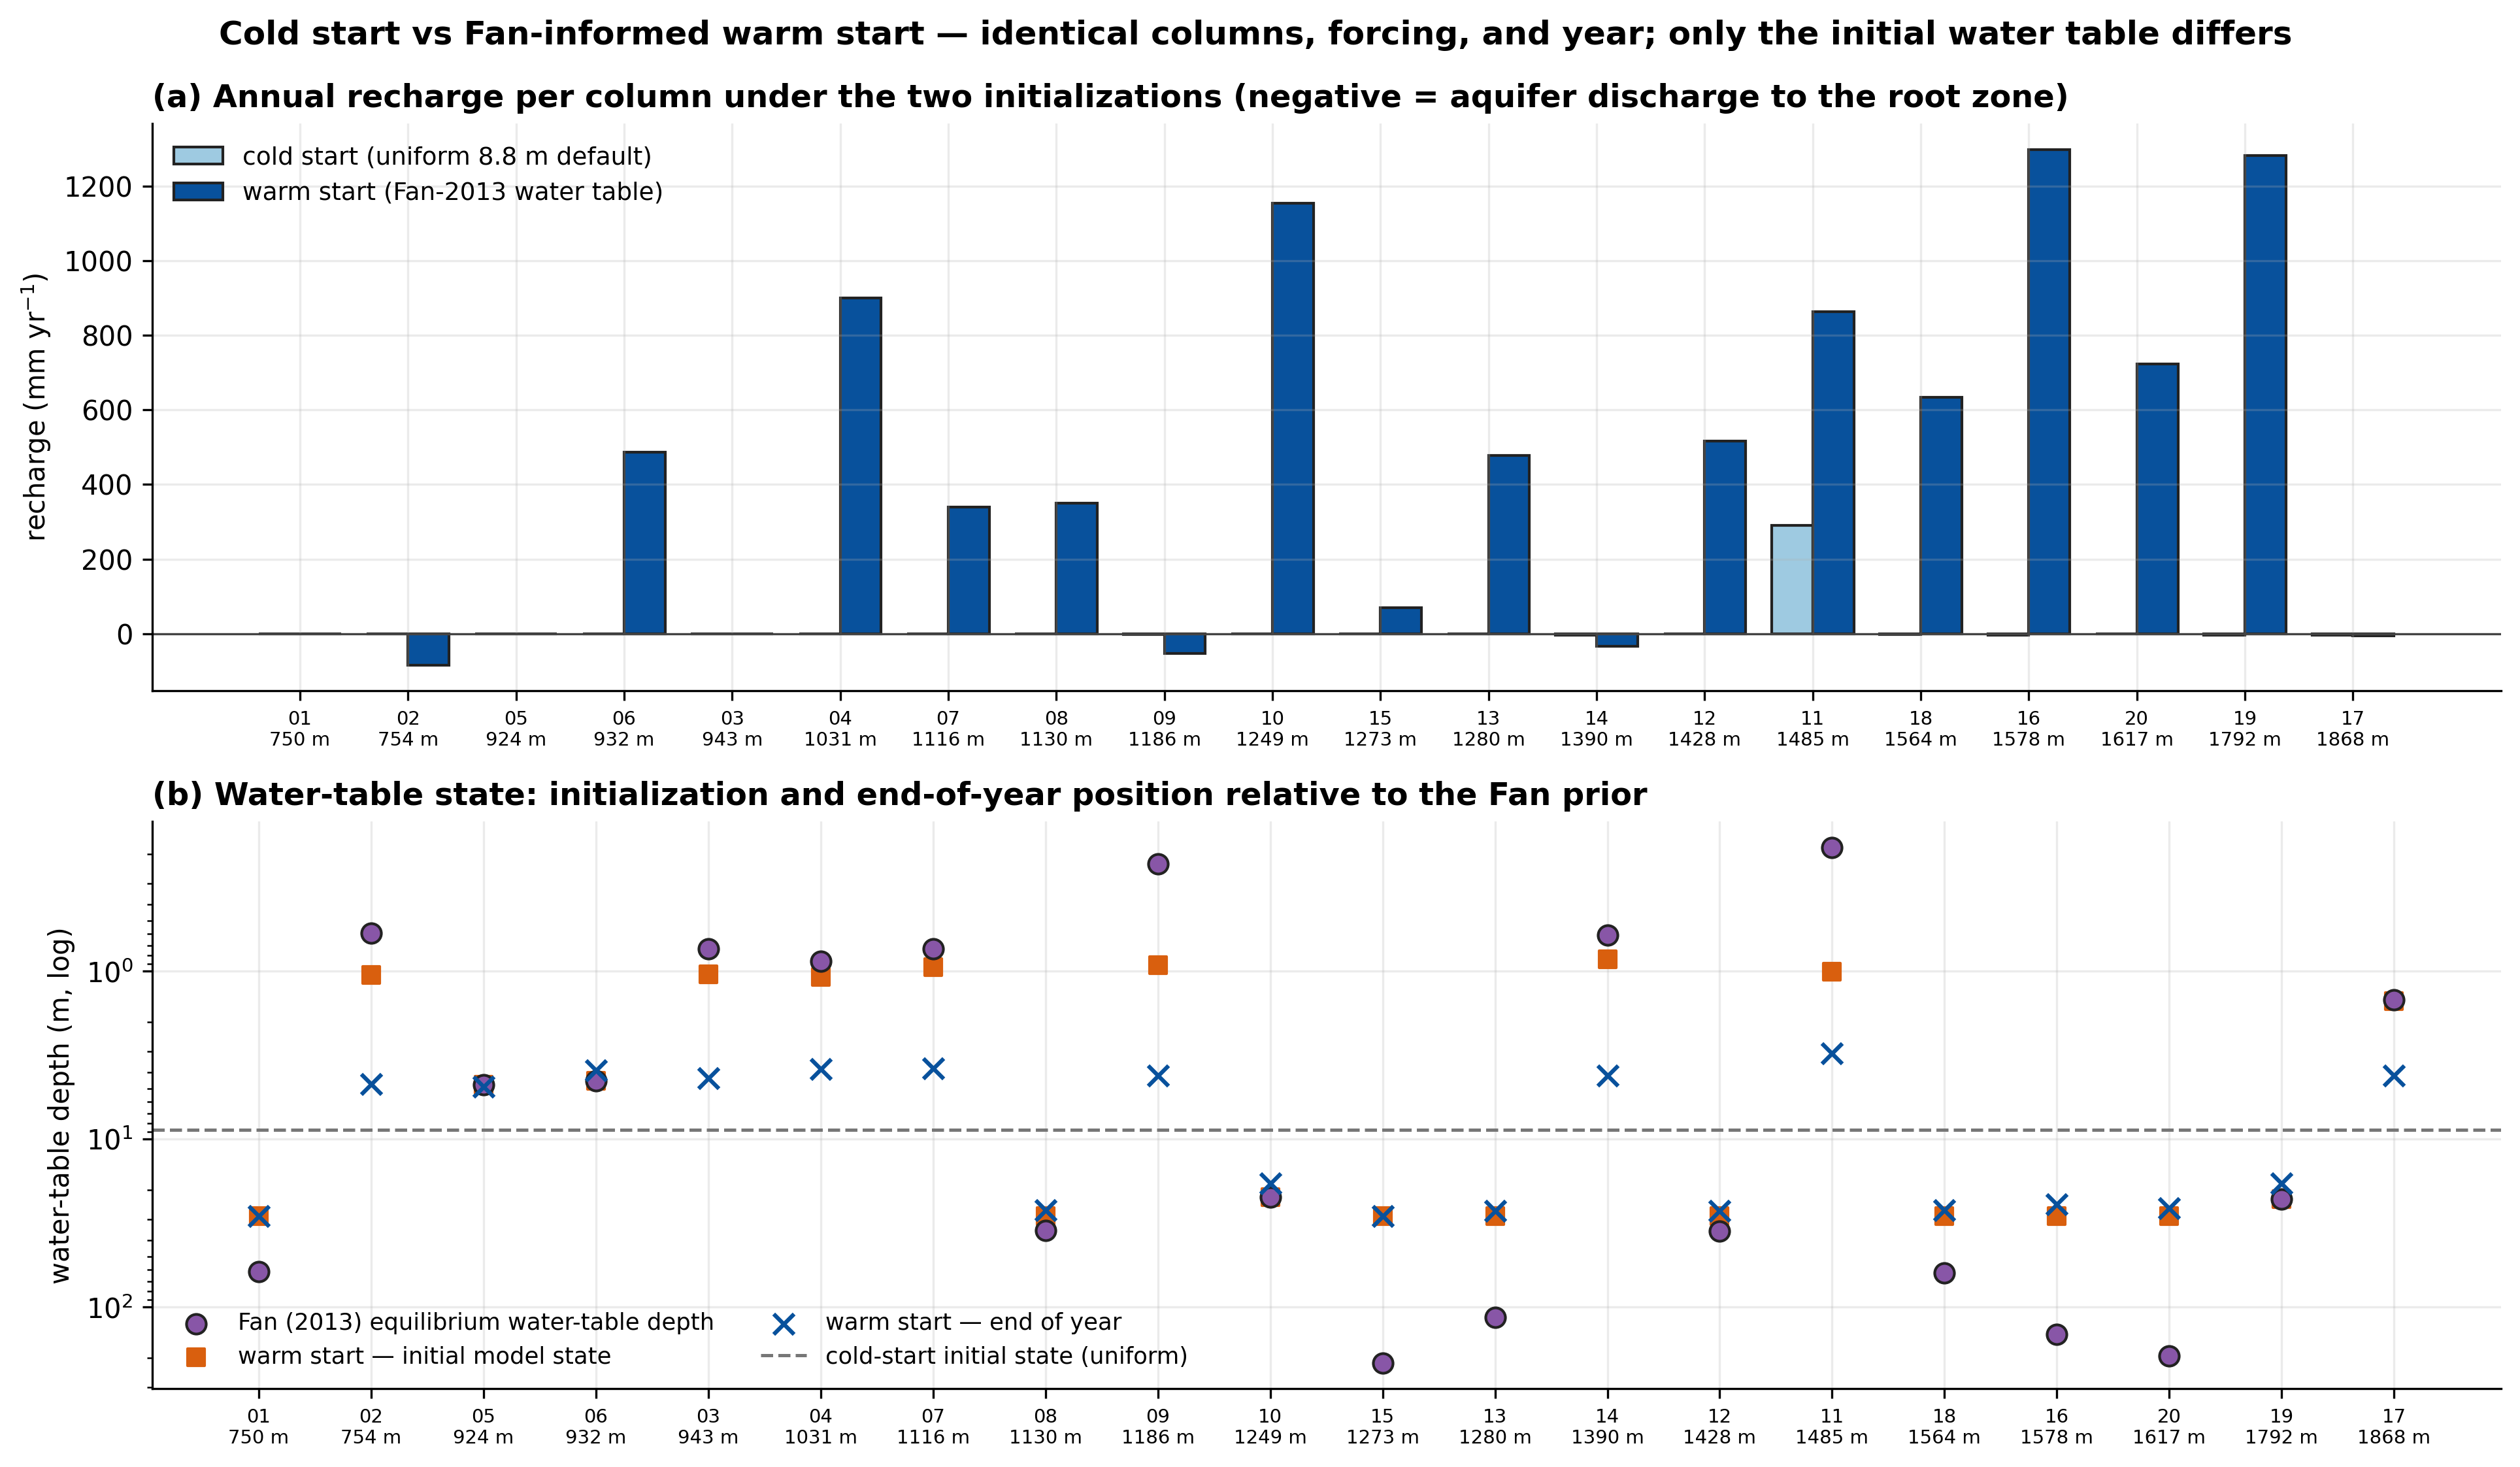 Cold start vs Fan-informed warm start — identical columns, forcing, and year; only the initial water table differs
(a) Annual recharge per column under the two initializations (negative = aquifer discharge to the root zone)
cold start (uniform 8.8 m default)
warm start (Fan-2013 water table)
recharge (mm yr⁻¹)
1200
1000
800
600
400
200
0
01 02 05 06 03 04 07 08 09 10 15 13 14 12 11 18 16 20 19 17
750 m 754 m 924 m 932 m 943 m 1031 m 1116 m 1130 m 1186 m 1249 m 1273 m 1280 m 1390 m 1428 m 1485 m 1564 m 1578 m 1617 m 1792 m 1868 m
(b) Water-table state: initialization and end-of-year position relative to the Fan prior
water-table depth (m, log)
10⁰
10¹
10²
Fan (2013) equilibrium water-table depth
warm start — initial model state
warm start — end of year
cold-start initial state (uniform)
01 02 05 06 03 04 07 08 09 10 15 13 14 12 11 18 16 20 19 17
750 m 754 m 924 m 932 m 943 m 1031 m 1116 m 1130 m 1186 m 1249 m 1273 m 1280 m 1390 m 1428 m 1485 m 1564 m 1578 m 1617 m 1792 m 1868 m